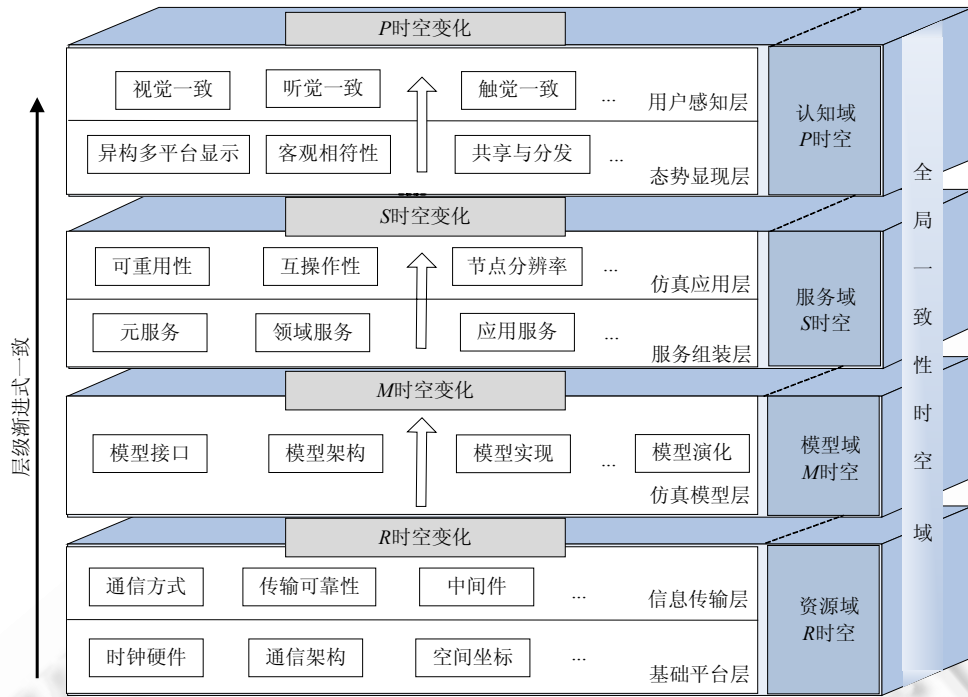 P时空变化
视觉一致
听觉一致
触觉一致
...
用户感知层
异构多平台显示
客观相符性
共享与分发
...
态势显现层
认知域
P时空
S时空变化
可重用性
互操作性
节点分辨率
...
仿真应用层
元服务
领域服务
应用服务
...
服务组装层
服务域
S时空
M时空变化
模型接口
模型架构
模型实现
...
模型演化
仿真模型层
模型域
M时空
R时空变化
通信方式
传输可靠性
中间件
...
信息传输层
时钟硬件
通信架构
空间坐标
...
基础平台层
资源域
R时空
层级渐进式一致
全局一致性时空域